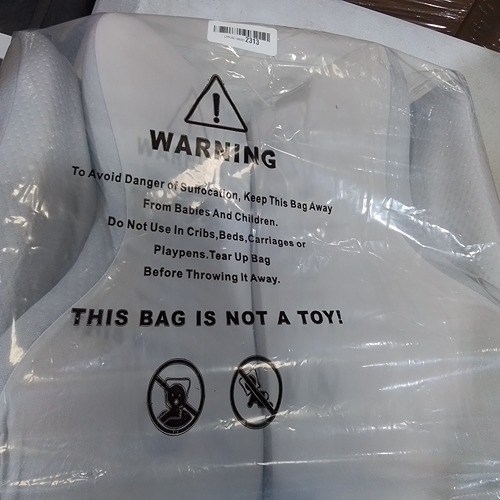 2313
WARNING
To Avoid Danger of Suffocation, Keep This Bag Away
From Babies And Children.
Do Not Use In Cribs,Beds,Carriages or
Playpens.Tear Up Bag
Before Throwing It Away.
THIS BAG IS NOT A TOY!